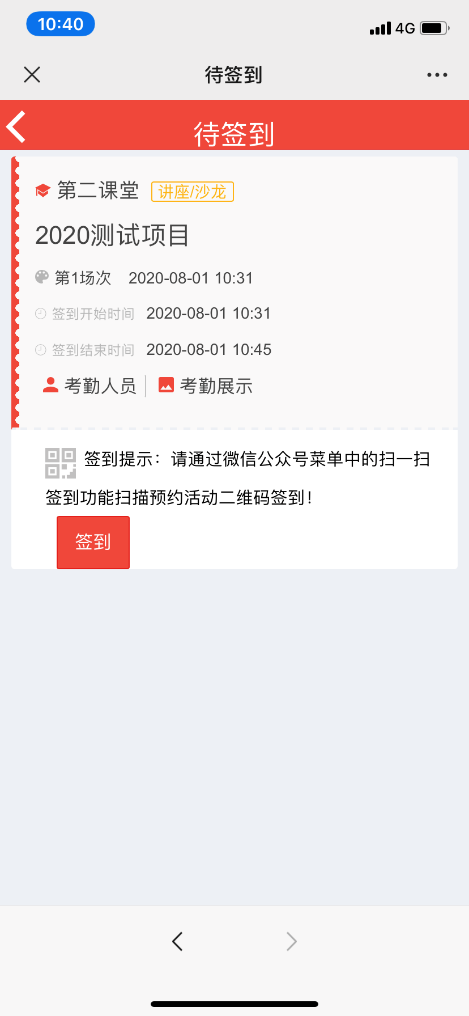 10:40
4G
待签到
待签到
第二课堂 讲座/沙龙
2020测试项目
第1场次 2020-08-01 10:31
签到开始时间 2020-08-01 10:31
签到结束时间 2020-08-01 10:45
考勤人员 考勤展示
签到提示：请通过微信公众号菜单中的扫一扫
签到功能扫描预约活动二维码签到！
签到